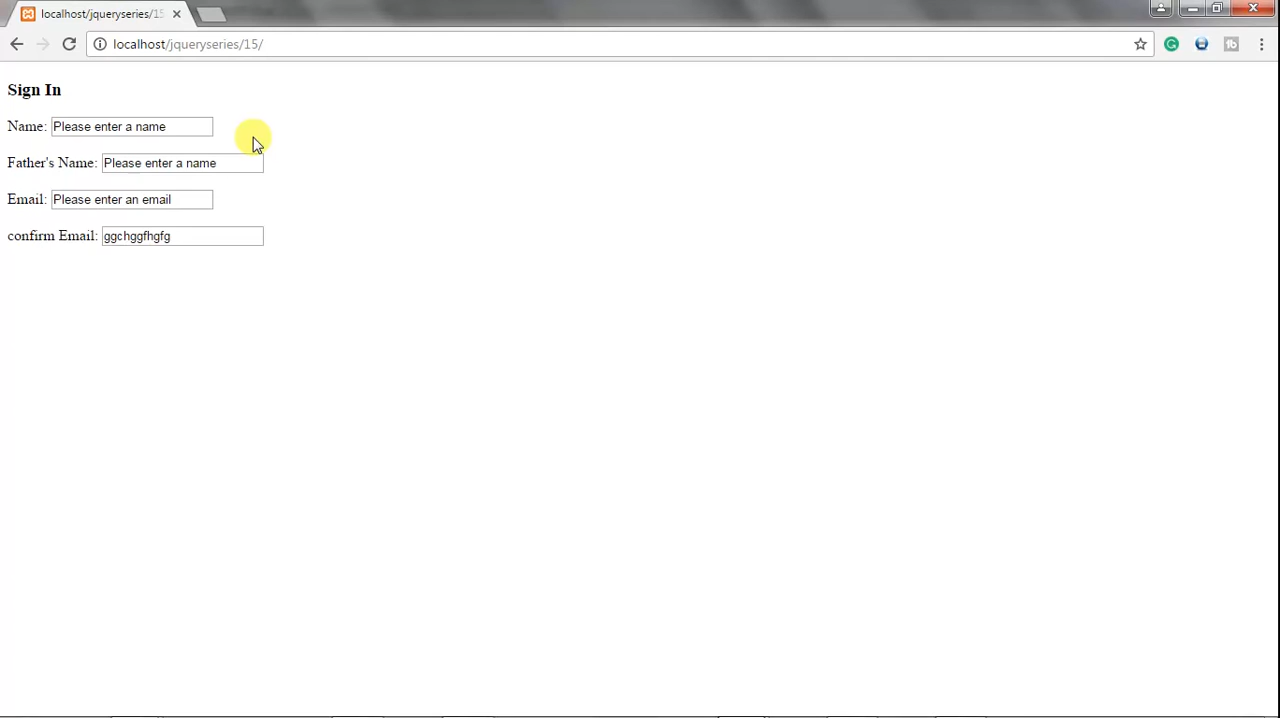 localhost/jqueryseries/15
localhost/jqueryseries/15/
Sign In
Name: Please enter a name
Father's Name: Please enter a name
Email: Please enter an email
confirm Email: ggchggfhgfg